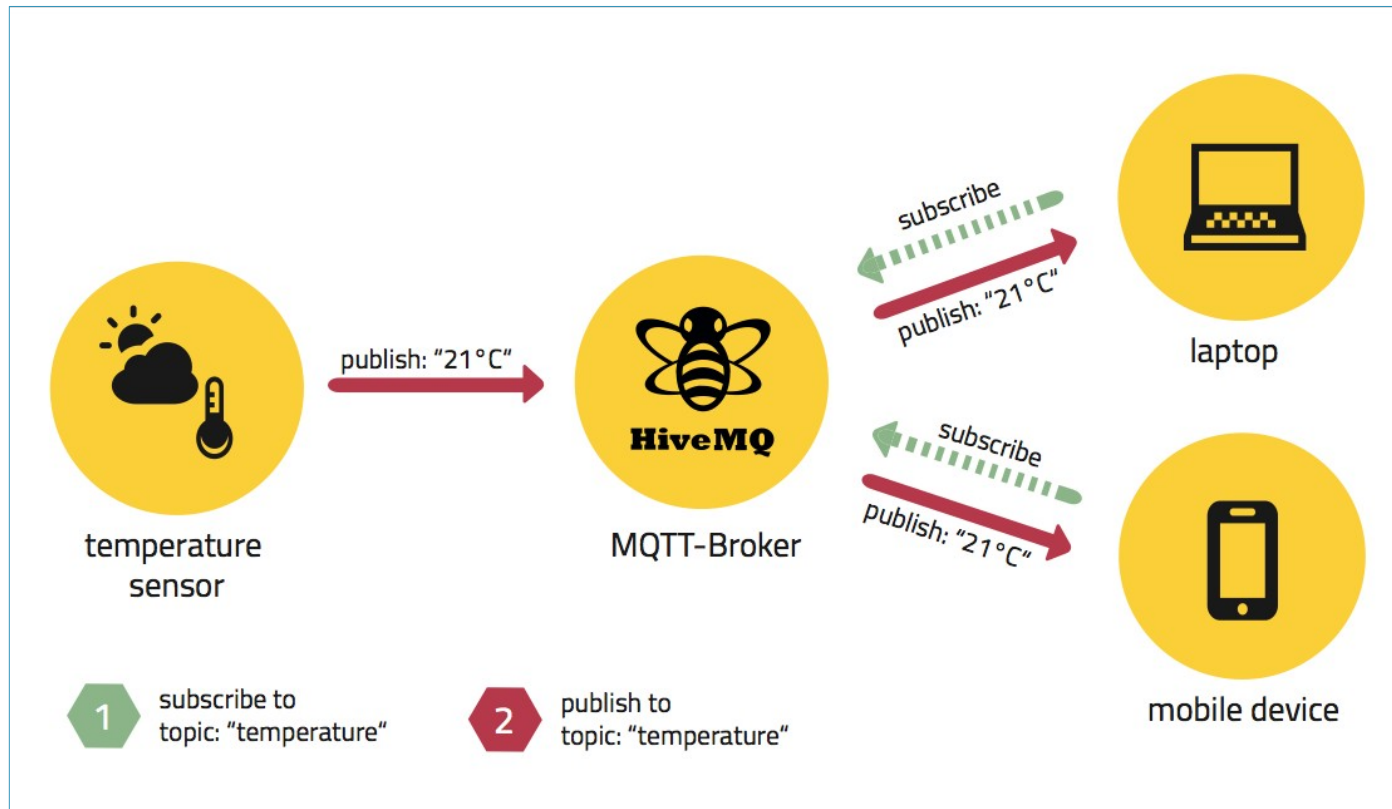 subscribe
publish: “21°C“
laptop
publish: “21°C“
HiveMQ
subscribe
publish: “21°C“
temperature
sensor
MQTT-Broker
mobile device
1
subscribe to
topic: “temperature“
2
publish to
topic: “temperature“